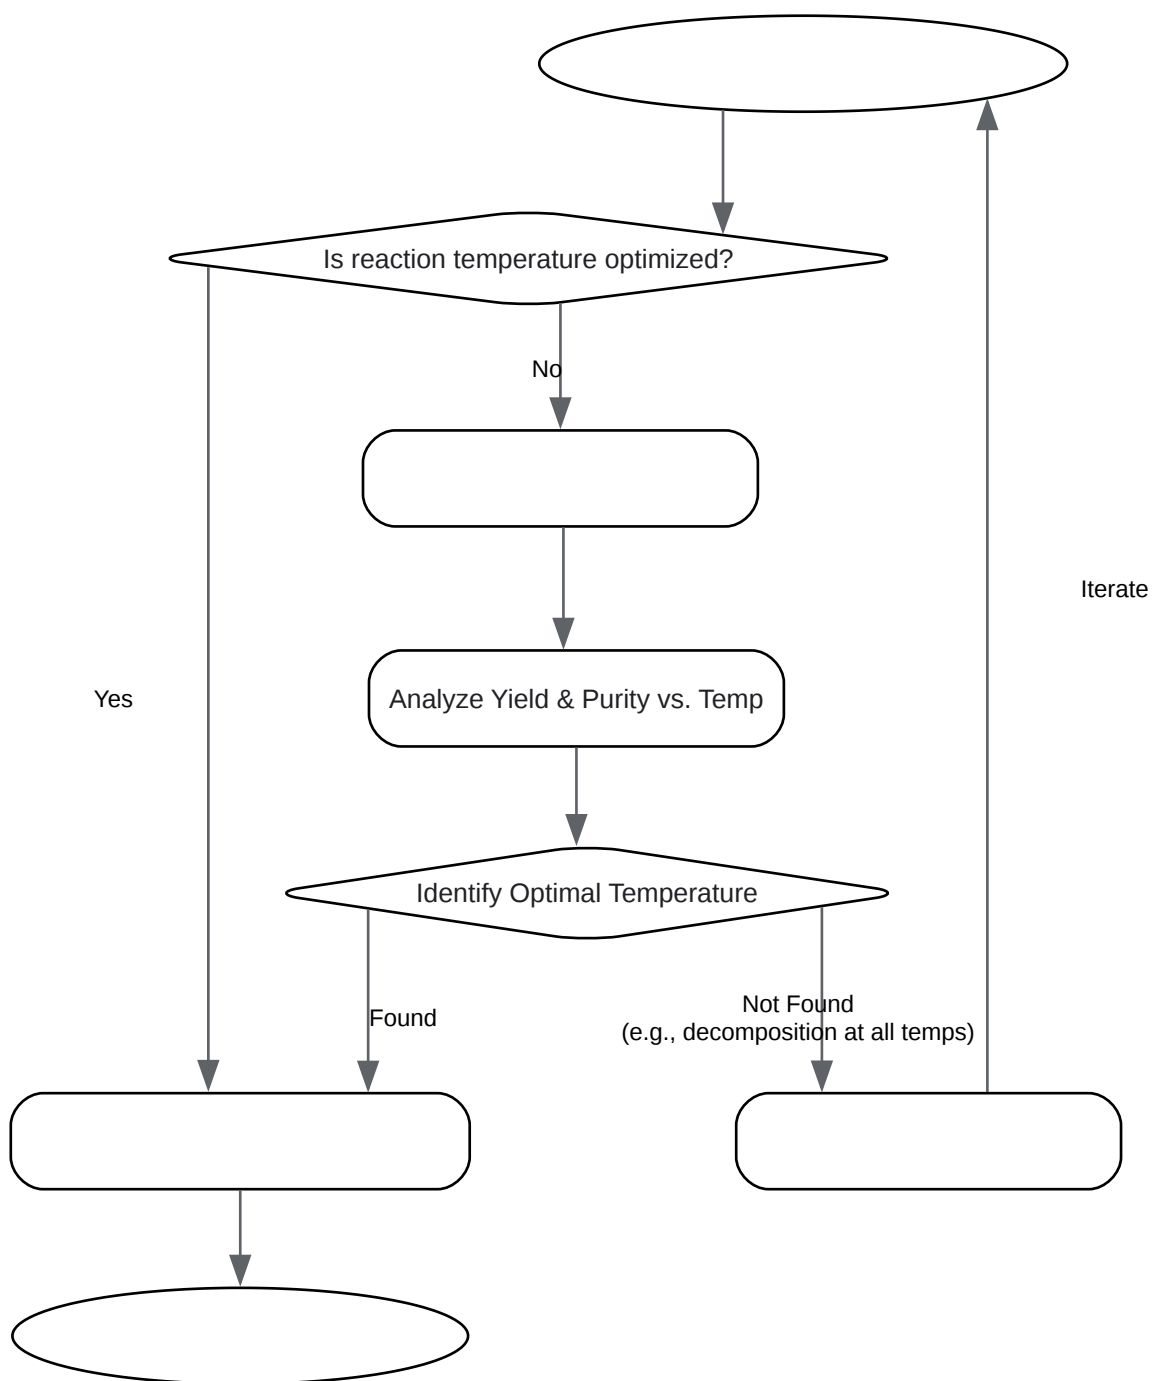 Is reaction temperature optimized?
No
Iterate
Yes
Analyze Yield & Purity vs. Temp
Identify Optimal Temperature
Not Found
(e.g., decomposition at all temps)
Found